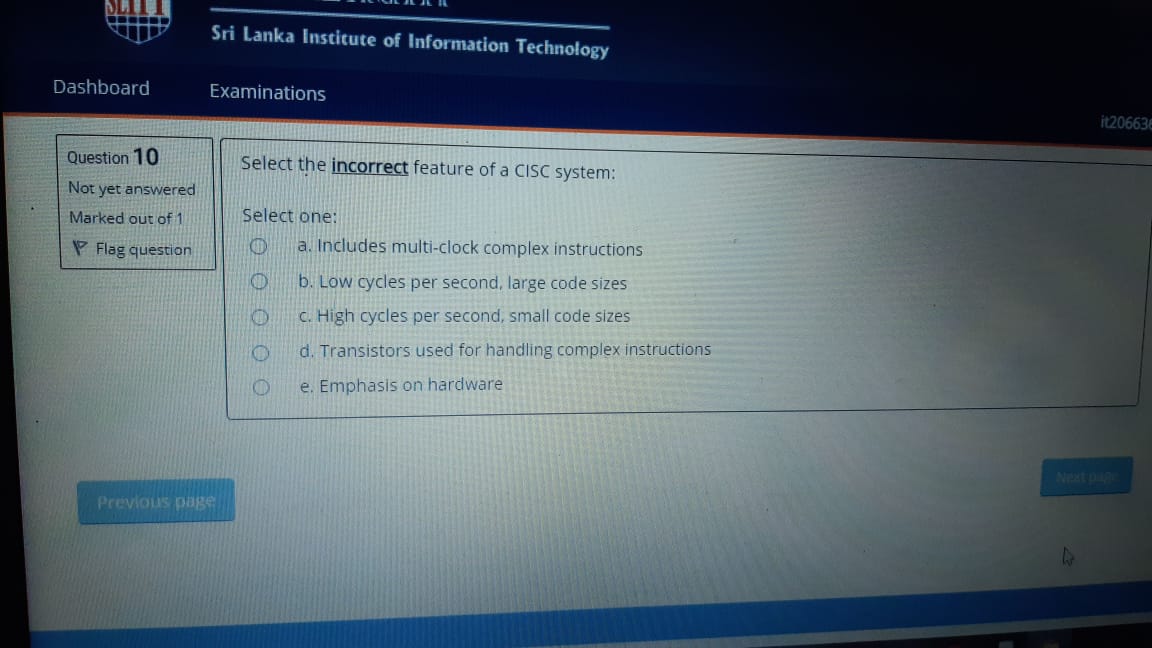 SLIIT
Sri Lanka Institute of Information Technology
Dashboard
Examinations
Question 10
Not yet answered
Marked out of 1
Flag question
Select the incorrect feature of a CISC system:
Select one:
a. Includes multi-clock complex instructions
b. Low cycles per second, large code sizes
c. High cycles per second, small code sizes
d. Transistors used for handling complex instructions
e. Emphasis on hardware
Previous page
Next page